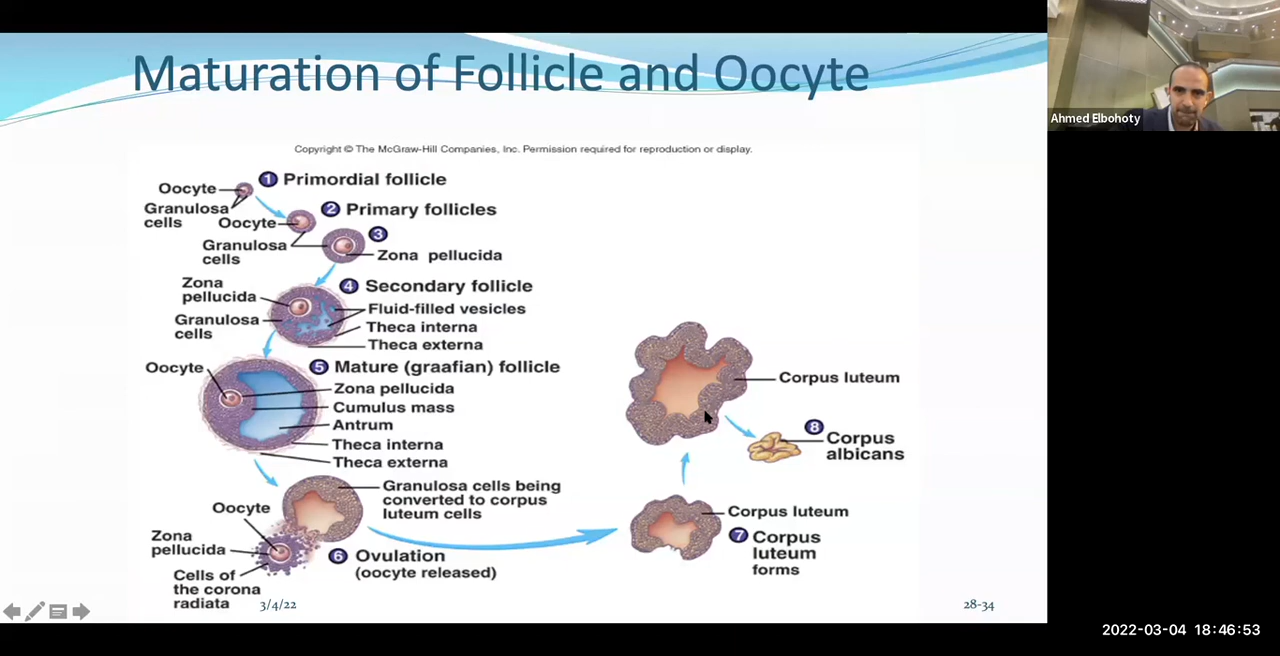 Maturation of Follicle and Oocyte
Ahmed Elbohoty
Copyright © The McGraw-Hill Companies, Inc. Permission required for reproduction or display.
Oocyte
1 Primordial follicle
Granulosa
cells
Oocyte
2 Primary follicles
3
Granulosa
cells
Zona pellucida
Zona
pellucida
4 Secondary follicle
Fluid-filled vesicles
Granulosa
cells
Theca interna
Theca externa
Oocyte
5 Mature (graafian) follicle
Zona pellucida
Cumulus mass
Antrum
Theca interna
Theca externa
Granulosa cells being
converted to corpus
luteum cells
Oocyte
Zona
pellucida
6 Ovulation
(oocyte released)
Cells of
the corona
radiata
Corpus luteum
7 Corpus
luteum
forms
Corpus luteum
8 Corpus
albicans
3/4/22
28-34
2022-03-04 18:46:53